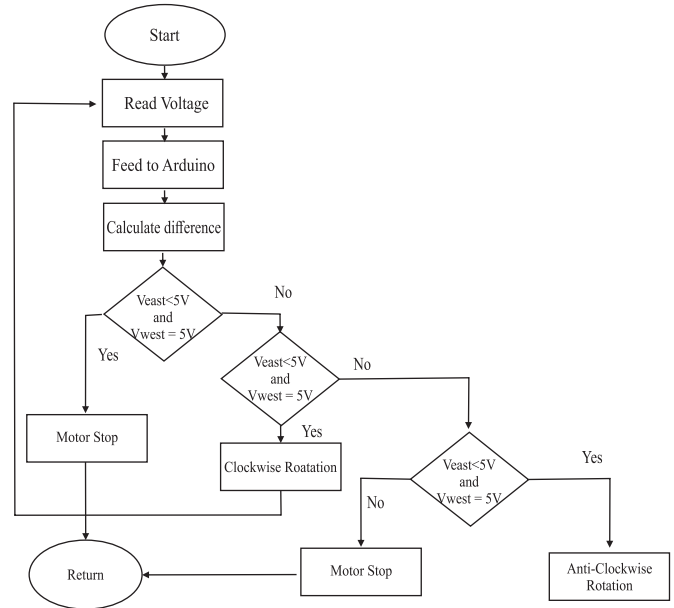 Start
Read Voltage
Feed to Arduino
Calculate difference
Veast<5V
and
Vwest = 5V
No
Yes
Veast<5V
and
Vwest = 5V
No
Yes
Motor Stop
Clockwise Roatation
Veast<5V
and
Vwest = 5V
Yes
No
Return
Motor Stop
Anti-Clockwise
Rotation